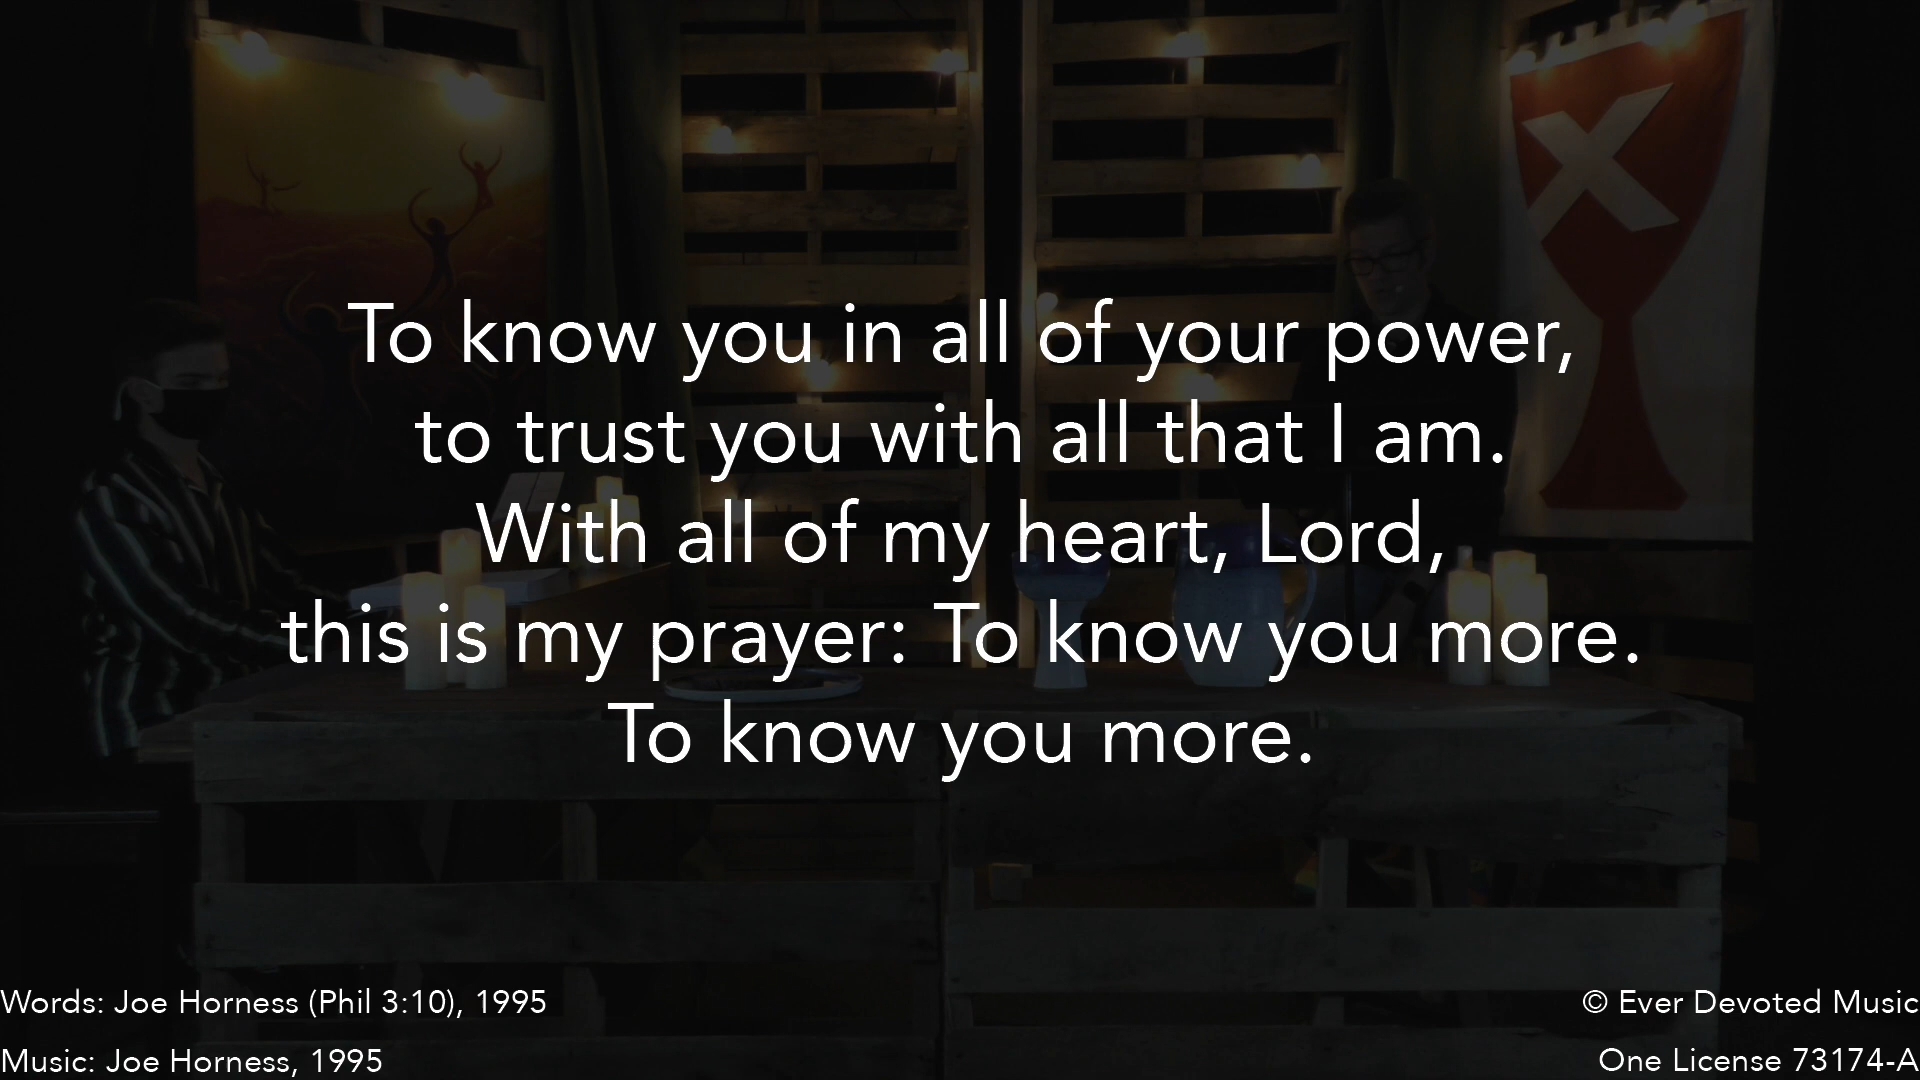 To know you in all of your power,
to trust you with all that I am.
With all of my heart, Lord,
this is my prayer: To know you more.
To know you more.
Words: Joe Horness (Phil 3:10), 1995
Music: Joe Horness, 1995
© Ever Devoted Music
One License 73174-A